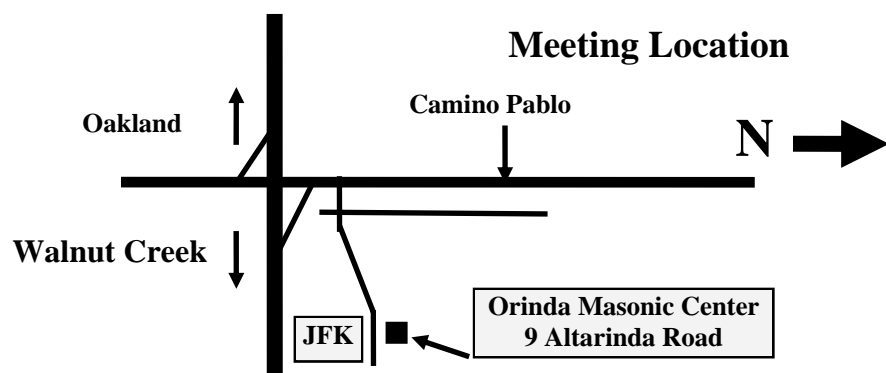 Meeting Location
Camino Pablo
Oakland
N
Walnut Creek
JFK
Orinda Masonic Center
9 Altarinda Road